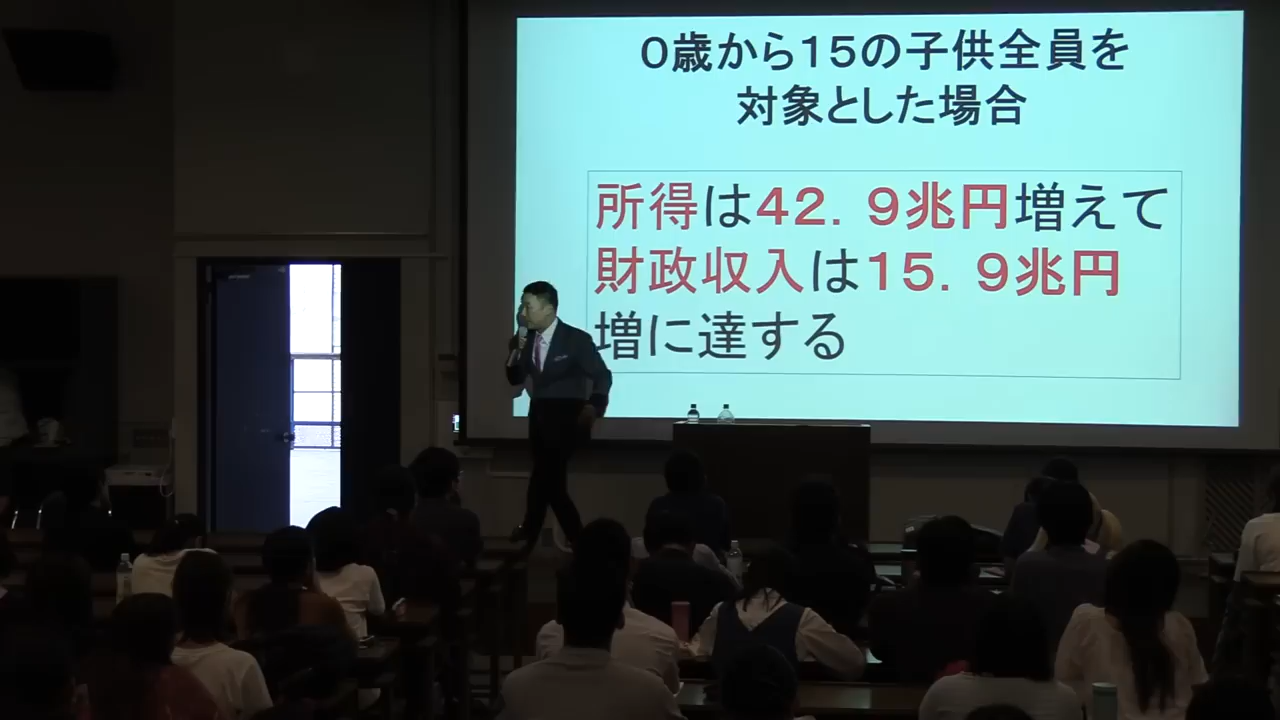 ０歳から１５の子供全員を
対象とした場合
所得は４２．９兆円増えて
財政収入は１５．９兆円
増に達する